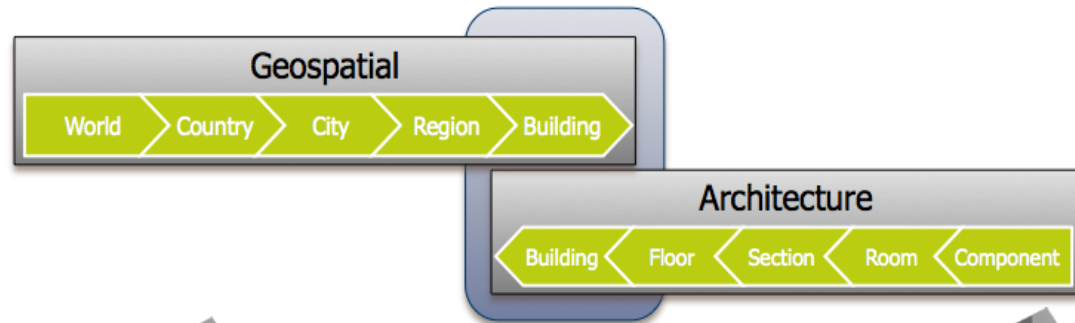 Geospatial
World Country City Region Building
Architecture
Building Floor Section Room Component